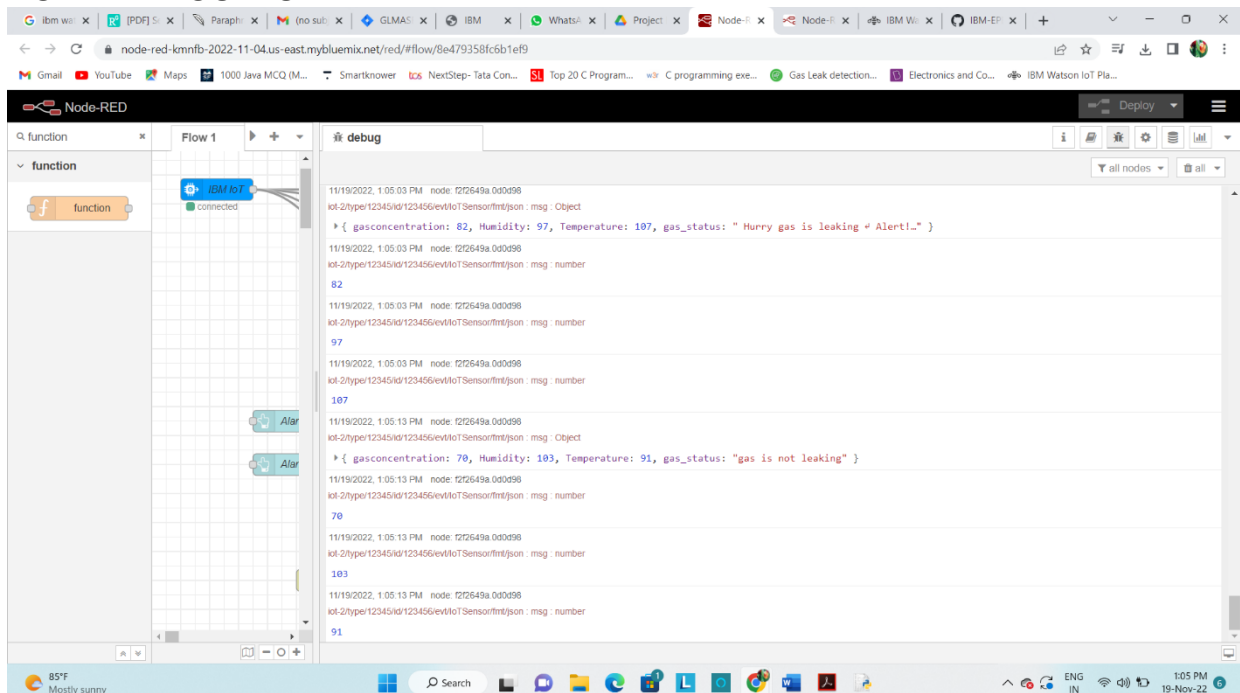 ibm wat
[PDF] S
Paraphr
M (no sub
GLMAS
IBM
WhatsA
Project
Node-R
Node-R
IBM Wa
IBM-EP
node-red-kmnfb-2022-11-04.us-east.mybluemix.net/red/#flow/8e479358fc6b1ef9
Gmail
YouTube
Maps
1000 Java MCQ (M...
Smartknower
NextStep- Tata Con...
Top 20 C Program...
C programming exe...
Gas Leak detection...
Electronics and Co...
IBM Watson IoT Pla...
Node-RED
Deploy
function
Flow 1
debug
all nodes
all
function
function
IBM IoT
connected
11/19/2022, 1:05:03 PM node: f2f2649a.0d0d98
iot-2/type/12345/id/123456/evt/IoTSensor/fmt/json : msg : Object
{ gasconcentration: 82, Humidity: 97, Temperature: 107, gas_status: " Hurry gas is leaking ↵ Alert!…" }
11/19/2022, 1:05:03 PM node: f2f2649a.0d0d98
iot-2/type/12345/id/123456/evt/IoTSensor/fmt/json : msg : number
82
11/19/2022, 1:05:03 PM node: f2f2649a.0d0d98
iot-2/type/12345/id/123456/evt/IoTSensor/fmt/json : msg : number
97
11/19/2022, 1:05:03 PM node: f2f2649a.0d0d98
iot-2/type/12345/id/123456/evt/IoTSensor/fmt/json : msg : number
107
Alar
11/19/2022, 1:05:13 PM node: f2f2649a.0d0d98
iot-2/type/12345/id/123456/evt/IoTSensor/fmt/json : msg : Object
Alar
{ gasconcentration: 70, Humidity: 103, Temperature: 91, gas_status: "gas is not leaking" }
11/19/2022, 1:05:13 PM node: f2f2649a.0d0d98
iot-2/type/12345/id/123456/evt/IoTSensor/fmt/json : msg : number
70
11/19/2022, 1:05:13 PM node: f2f2649a.0d0d98
iot-2/type/12345/id/123456/evt/IoTSensor/fmt/json : msg : number
103
11/19/2022, 1:05:13 PM node: f2f2649a.0d0d98
iot-2/type/12345/id/123456/evt/IoTSensor/fmt/json : msg : number
91
85°F
Mostly sunny
Search
ENG
IN
1:05 PM
19-Nov-22
6